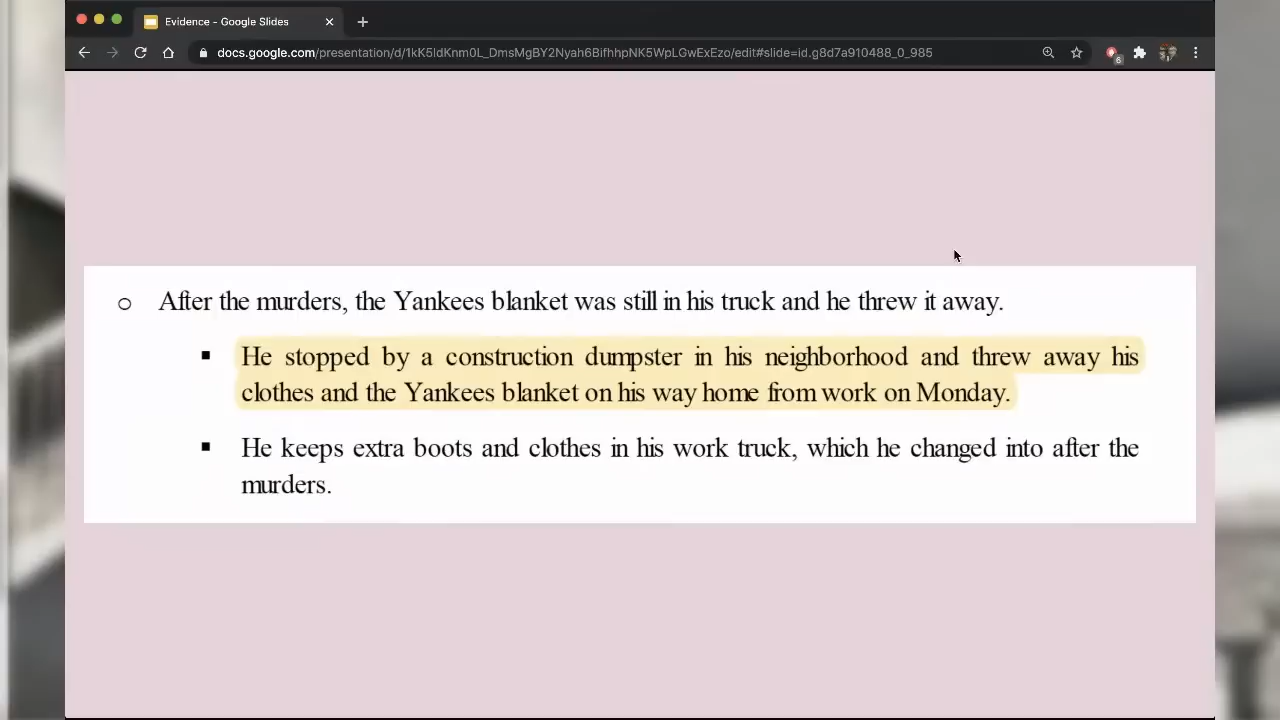 Evidence - Google Slides
docs.google.com/presentation/d/1kK5IdKnm0L_DmsMgBY2Nyah6BifhhpNK5WpLGwExEzo/edit#slide=id.g8d7a910488_0_985
6
After the murders, the Yankees blanket was still in his truck and he threw it away.
He stopped by a construction dumpster in his neighborhood and threw away his
clothes and the Yankees blanket on his way home from work on Monday.
He keeps extra boots and clothes in his work truck, which he changed into after the
murders.